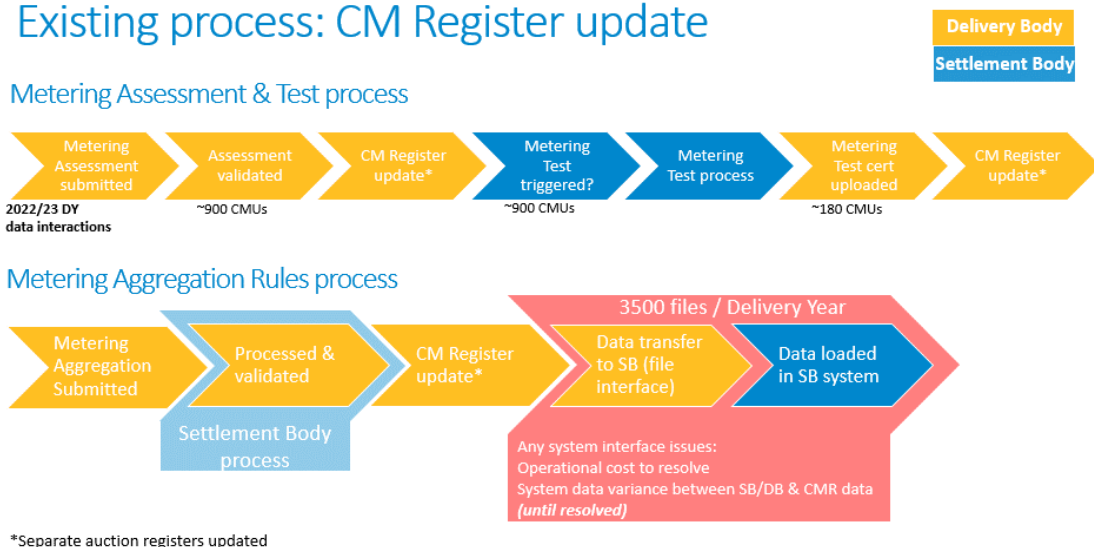 Existing process: CM Register update
Delivery Body
Settlement Body
Metering Assessment & Test process
Metering
Assessment
submitted
Assessment
validated
CM Register
update*
Metering
Test
triggered?
Metering
Test process
Metering
Test cert
uploaded
CM Register
update*
2022/23 DY
data interactions
~900 CMUs
~900 CMUs
~180 CMUs
Metering Aggregation Rules process
3500 files / Delivery Year
Metering
Aggregation
Submitted
Processed &
validated
CM Register
update*
Data transfer
to SB (file
interface)
Data loaded
in SB system
Settlement Body
process
Any system interface issues:
Operational cost to resolve
System data variance between SB/DB & CMR data
(until resolved)
*Separate auction registers updated